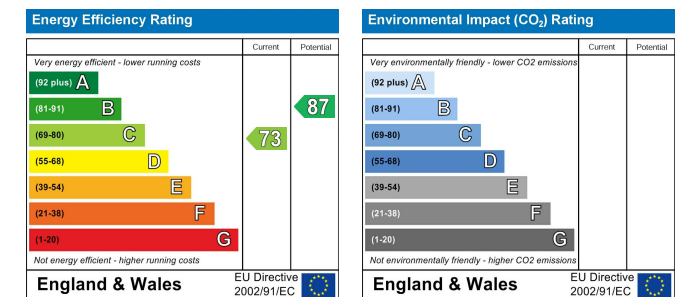 Energy Efficiency Rating
Current Potential
Very energy efficient - lower running costs
(92 plus) A
(81-91) B
87
(69-80) C
73
(55-68) D
(39-54) E
(21-38) F
(1-20) G
Not energy efficient - higher running costs
England & Wales
EU Directive
2002/91/EC
Environmental Impact (CO₂) Rating
Current Potential
Very environmentally friendly - lower CO2 emissions
(92 plus) A
(81-91) B
(69-80) C
(55-68) D
(39-54) E
(21-38) F
(1-20) G
Not environmentally friendly - higher CO2 emissions
England & Wales
EU Directive
2002/91/EC